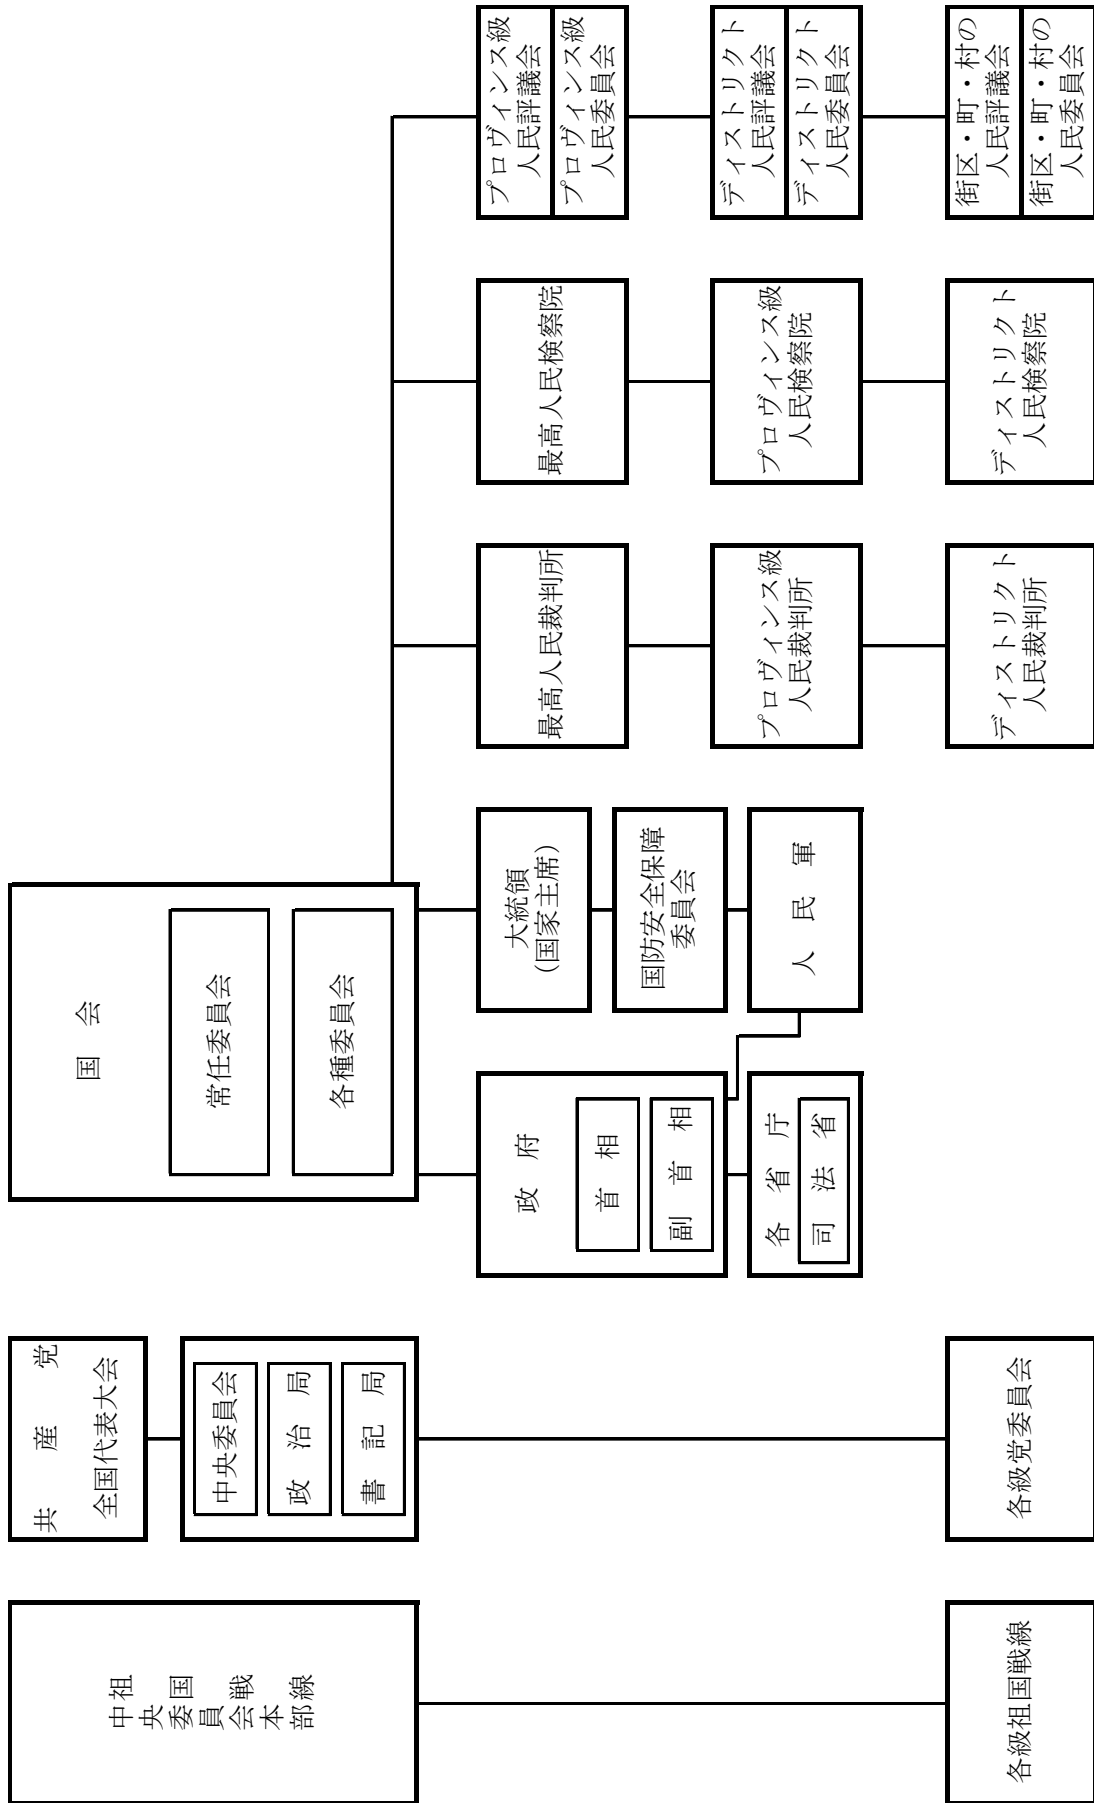 祖国戦線
中央委員会本部
各級祖国戦線
共産党
全国代表大会
中央委員会
政治局
書記局
各級党委員会
国会
常任委員会
各種委員会
政府
首相
副首相
各省庁
司法省
大統領
(国家主席)
国防安全保障
委員会
人民軍
最高人民裁判所
プロヴィンス級
人民裁判所
ディストリクト
人民裁判所
最高人民検察院
プロヴィンス級
人民検察院
ディストリクト
人民検察院
プロヴィンス級
人民評議会
プロヴィンス級
人民委員会
ディストリクト
人民評議会
ディストリクト
人民委員会
街区・町・村の
人民評議会
街区・町・村の
人民委員会